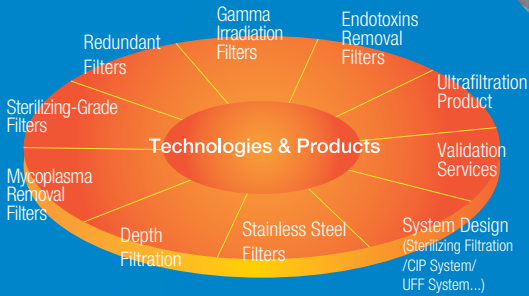 Gamma
Irradiation
Filters
Endotoxins
Removal
Filters
Redundant
Filters
Ultrafiltration
Product
Sterilizing-Grade
Filters
Technologies & Products
Validation
Services
Mycoplasma
Removal
Filters
Depth
Filtration
Stainless Steel
Filters
System Design
(Sterilizing Filtration
/CIP System/
UFF System...)